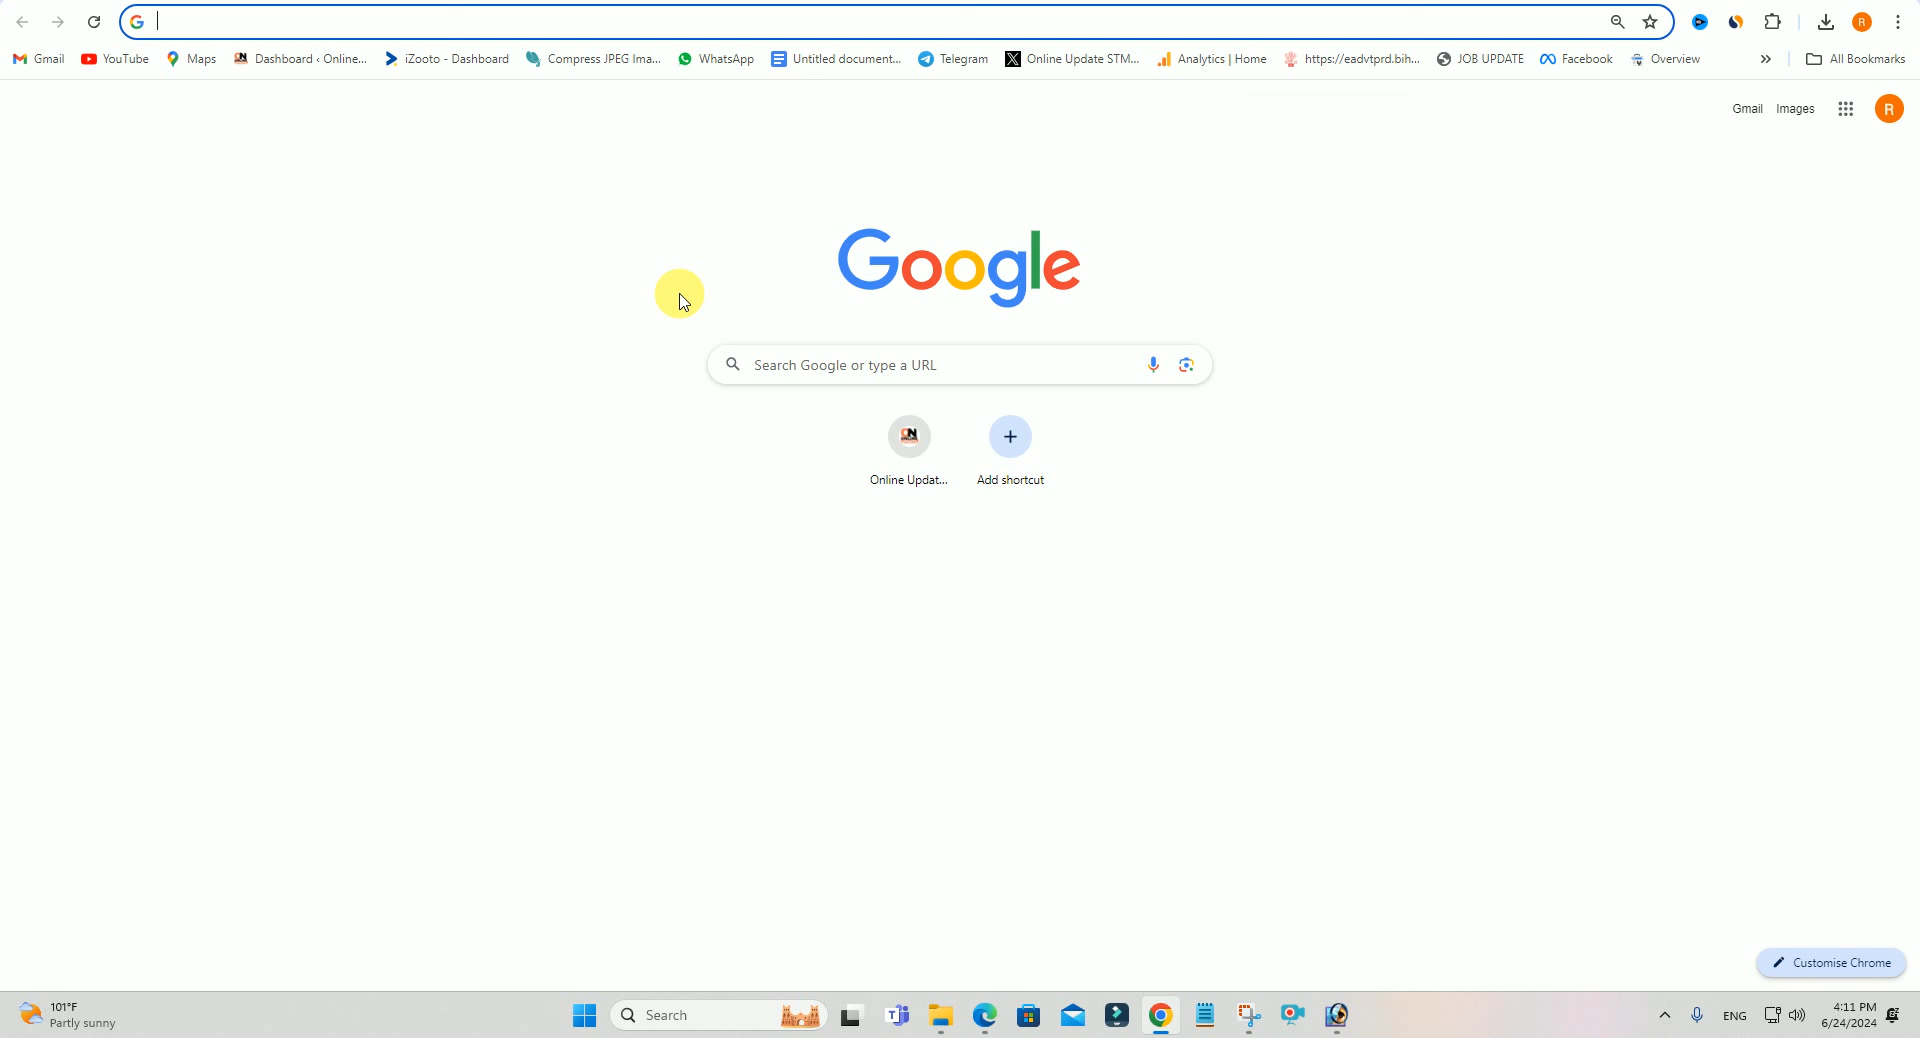 Gmail YouTube Maps Dashboard ‹ Online... iZooto - Dashboard Compress JPEG Ima... WhatsApp Untitled document... Telegram Online Update STM... Analytics | Home https://eadvtprd.bih... JOB UPDATE Facebook Overview » All Bookmarks
Gmail Images R
Google
Search Google or type a URL
Online Updat... Add shortcut
Customise Chrome
101°F
Partly sunny
Search
ENG
4:11 PM
6/24/2024